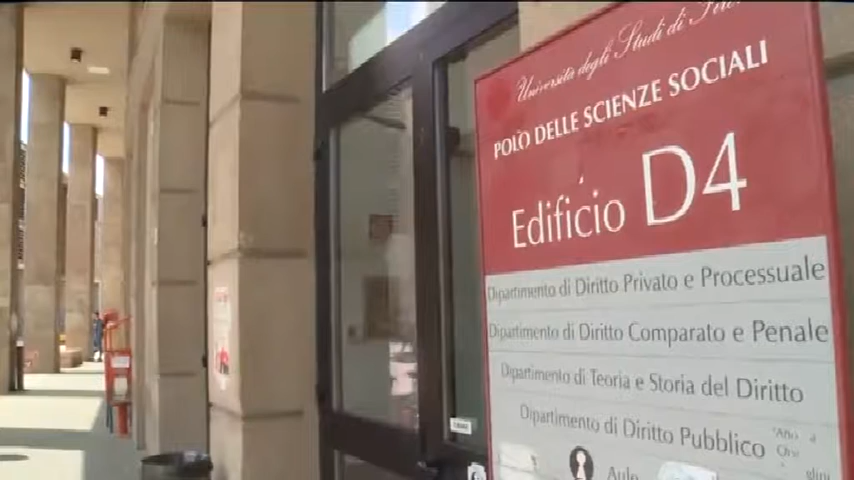 Università degli Studi di
POLO DELLE SCIENZE SOCIALI
Edificio D4
Dipartimento di Diritto Privato e Processuale
Dipartimento di Diritto Comparato e Penale
Dipartimento di Teoria e Storia del Diritto
Dipartimento di Diritto Pubblico
Aule